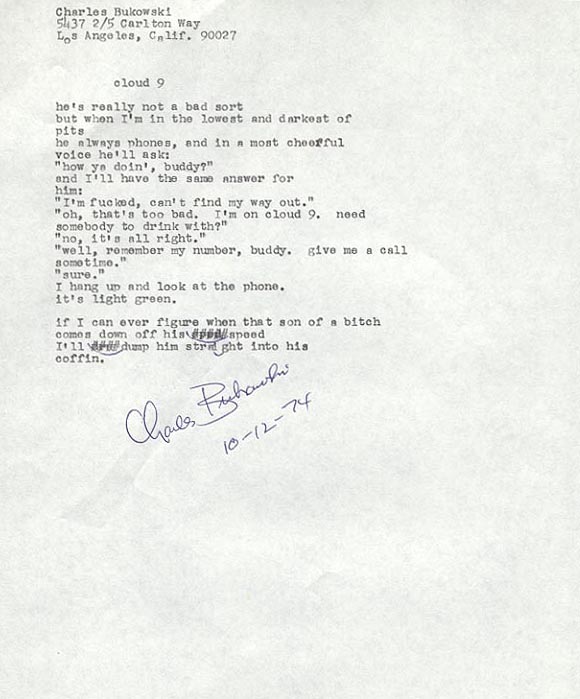 Charles Bukowski
5437 2/5 Carlton Way
Los Angeles, Calif. 90027
cloud 9
he's really not a bad sort
but when I'm in the lowest and darkest of
pits
he always phones, and in a most cheerful
voice he'll ask:
"how ya doin', buddy?"
and I'll have the same answer for
him:
"I'm fucked, can't find my way out."
"oh, that's too bad.  I'm on cloud 9.  need
somebody to drink with?"
"no, it's all right."
"well, remember my number, buddy.  give me a call
sometime."
"sure."
I hang up and look at the phone.
it's light green.
if I can ever figure when that son of a bitch
comes down off his speed
I'll dump him straight into his
coffin.
Charles Bukowski
10-12-74